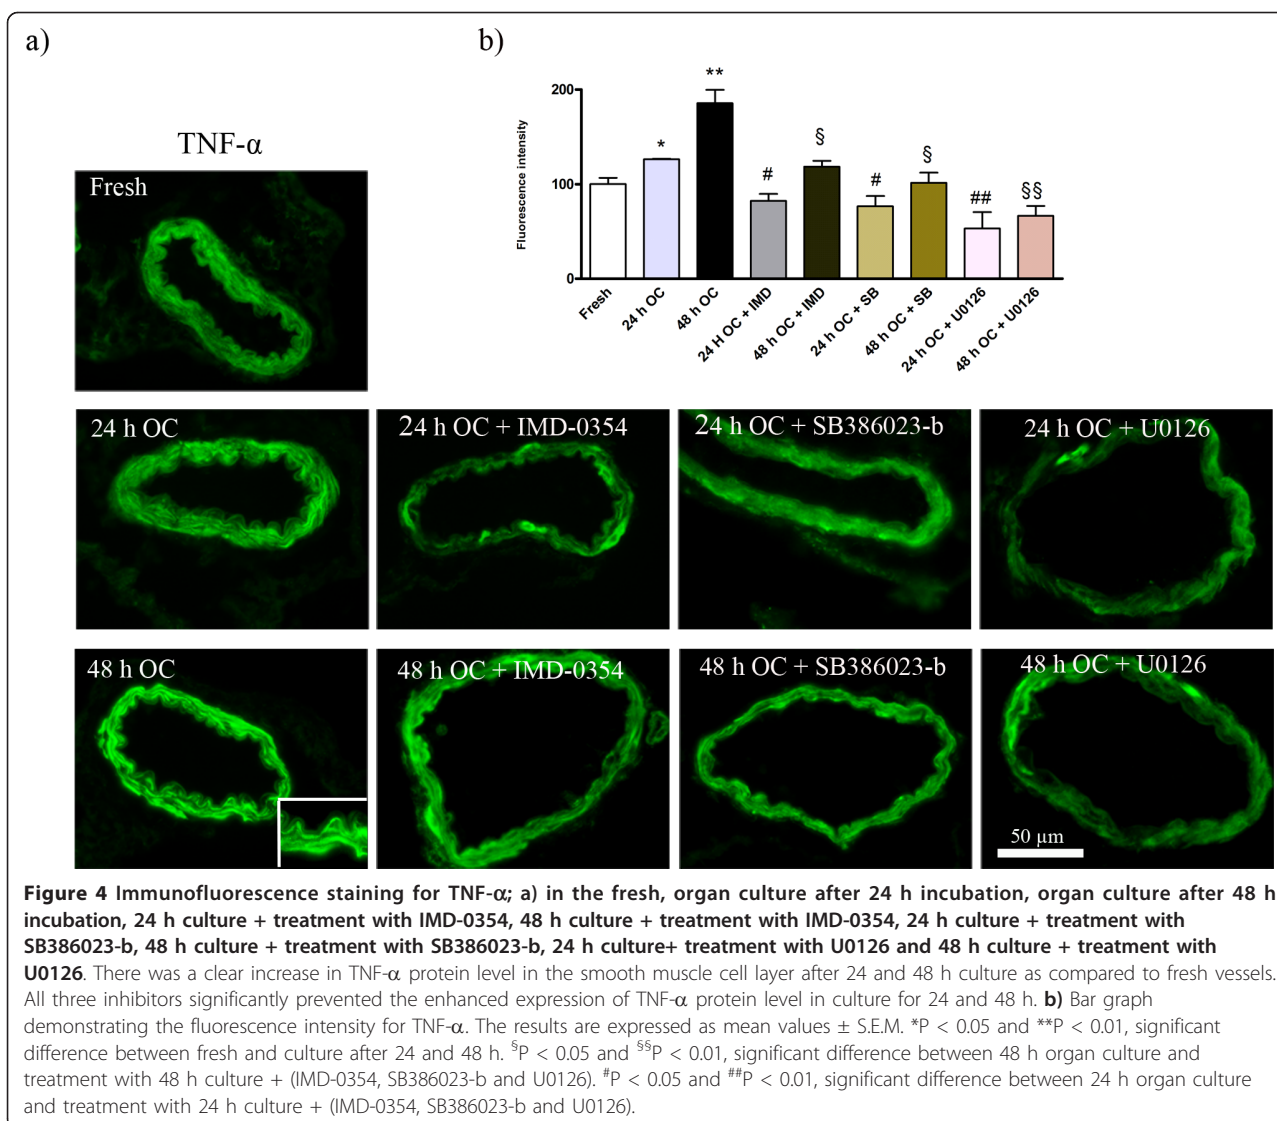 a)
b)
TNF-α
Fresh
**
200
*
§
§
#
#
##
§§
100
0
Fluorescence intensity
Fresh
24 h OC
48 h OC
24 H OC + IMD
48 h OC + IMD
24 h OC + SB
48 h OC + SB
24 h OC + U0126
48 h OC + U0126
24 h OC
24 h OC + IMD-0354
24 h OC + SB386023-b
24 h OC + U0126
48 h OC
48 h OC + IMD-0354
48 h OC + SB386023-b
48 h OC + U0126
50 µm
Figure 4 Immunofluorescence staining for TNF-α; a) in the fresh, organ culture after 24 h incubation, organ culture after 48 h
incubation, 24 h culture + treatment with IMD-0354, 48 h culture + treatment with IMD-0354, 24 h culture + treatment with
SB386023-b, 48 h culture + treatment with SB386023-b, 24 h culture+ treatment with U0126 and 48 h culture + treatment with
U0126. There was a clear increase in TNF-α protein level in the smooth muscle cell layer after 24 and 48 h culture as compared to fresh vessels.
All three inhibitors significantly prevented the enhanced expression of TNF-α protein level in culture for 24 and 48 h. b) Bar graph
demonstrating the fluorescence intensity for TNF-α. The results are expressed as mean values ± S.E.M. *P < 0.05 and **P < 0.01, significant
difference between fresh and culture after 24 and 48 h. §P < 0.05 and §§P < 0.01, significant difference between 48 h organ culture and
treatment with 48 h culture + (IMD-0354, SB386023-b and U0126). #P < 0.05 and ##P < 0.01, significant difference between 24 h organ culture
and treatment with 24 h culture + (IMD-0354, SB386023-b and U0126).